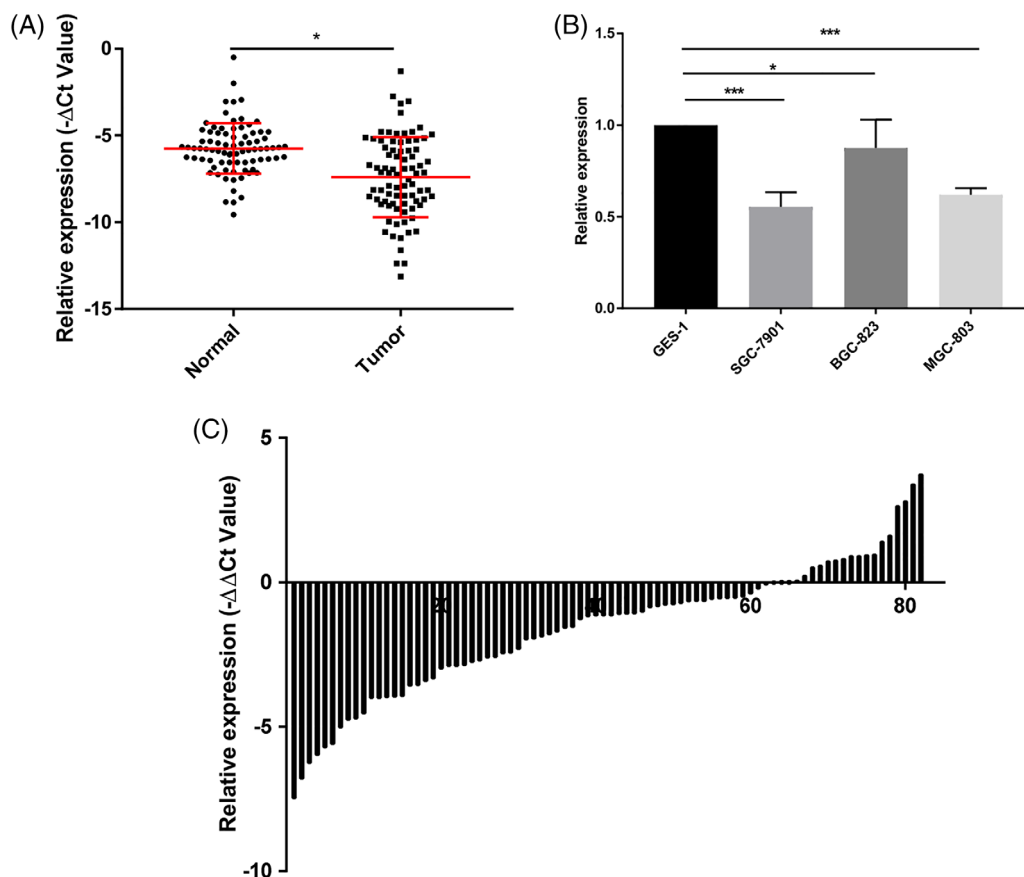 (A)
Relative expression (-ΔCt Value)
0
-5
-10
-15
*
Normal
Tumor
(B)
Relative expression
1.5
1.0
0.5
0.0
***
*
***
GES-1
SGC-7901
BGC-823
MGC-803
(C)
Relative expression (-ΔΔCt Value)
5
0
-5
-10
20
40
60
80